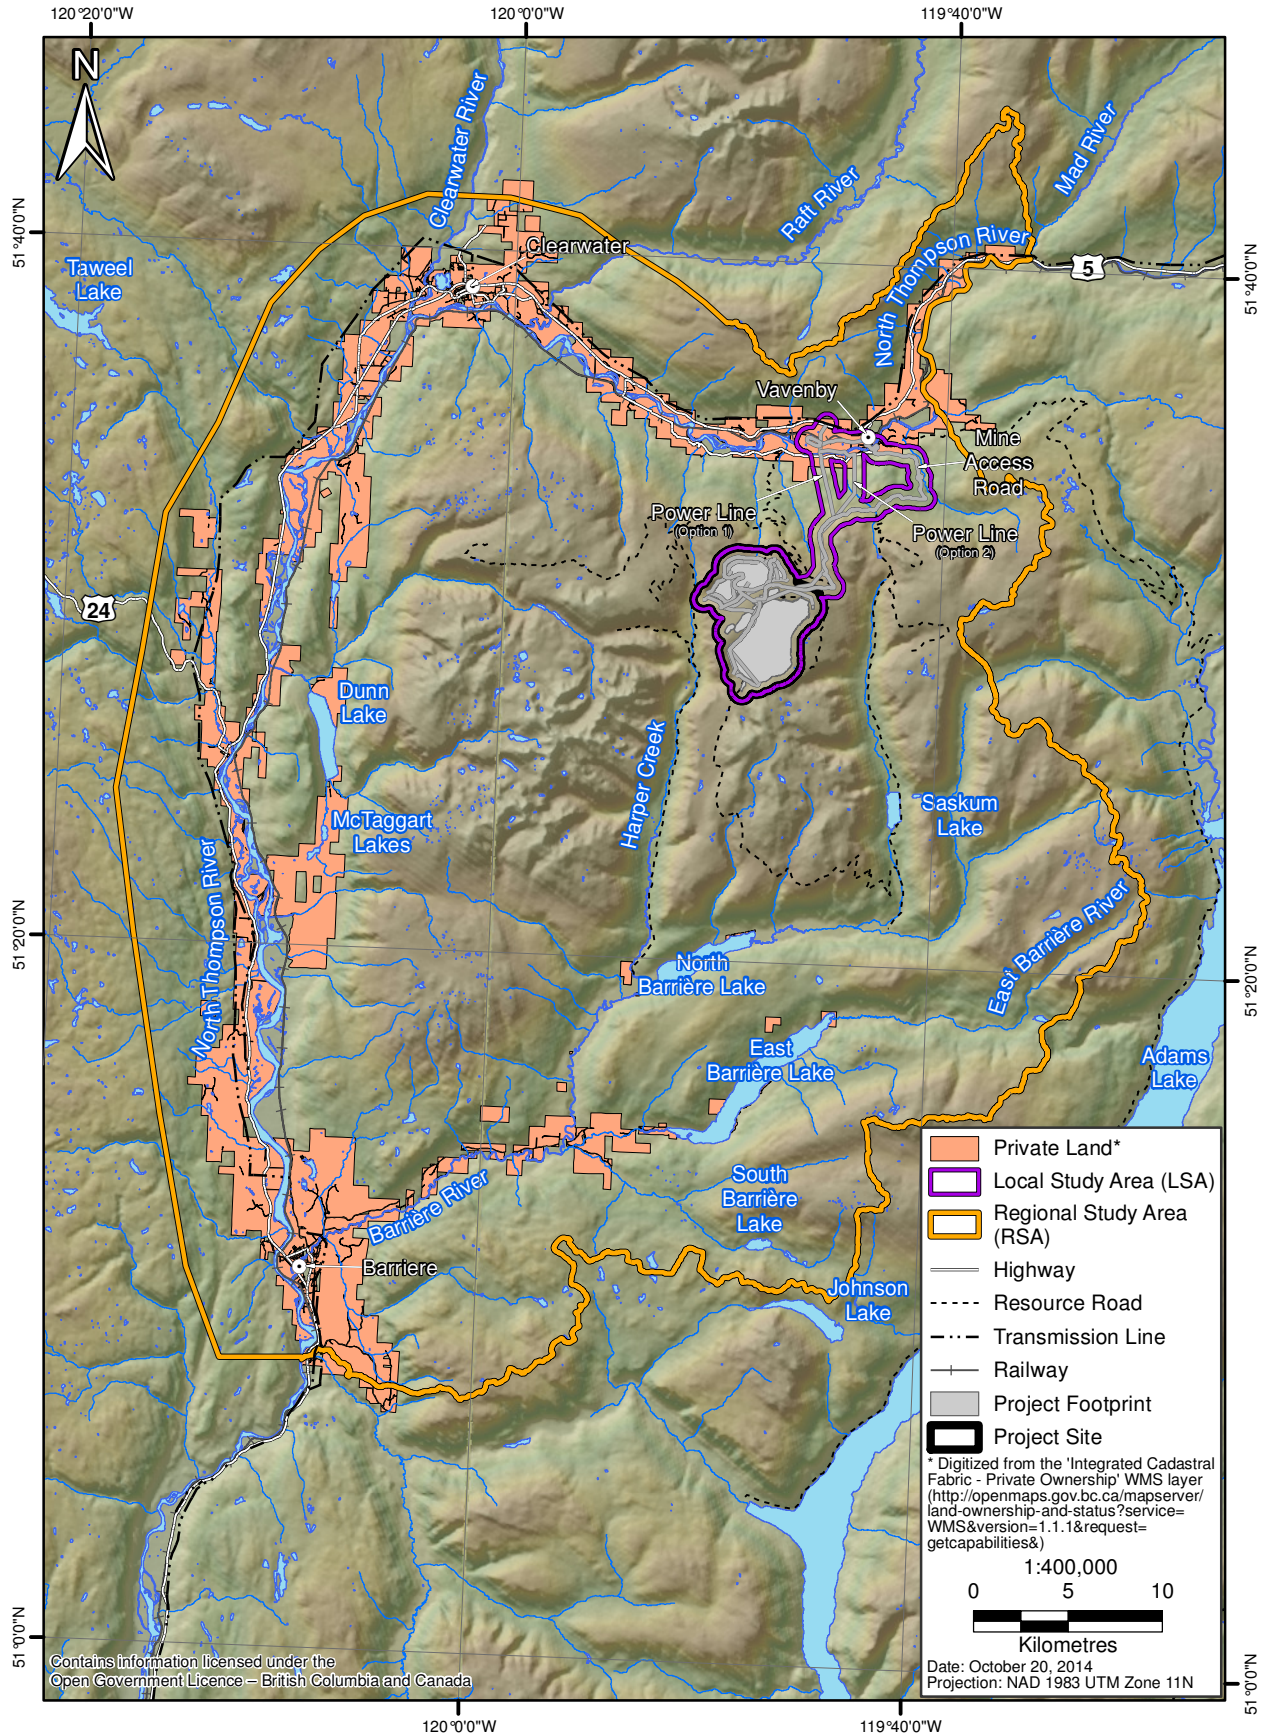 120°20'0"W
120°0'0"W
119°40'0"W
N
Clearwater River
Mad River
Raft River
51°40'0"N
North Thompson River
Clearwater
Taweel
Lake
5
51°40'0"N
Vavenby
Mine
Access
Road
Power Line
(Option 1)
Power Line
(Option 2)
24
Dunn
Lake
Harper Creek
Saskum
Lake
McTaggart
Lakes
North Thompson River
East Barrière River
51°20'0"N
North
Barrière Lake
51°20'0"N
East
Barrière Lake
Adams
Lake
South
Barrière
Lake
Barrière River
Barriere
Johnson
Lake
Private Land*
Local Study Area (LSA)
Regional Study Area
(RSA)
Highway
Resource Road
Transmission Line
Railway
Project Footprint
Project Site
* Digitized from the 'Integrated Cadastral
Fabric - Private Ownership' WMS layer
(http://openmaps.gov.bc.ca/mapserver/
land-ownership-and-status?service=
WMS&version=1.1.1&request=
getcapabilities&)
1:400,000
0 5 10
Kilometres
Date: October 20, 2014
Projection: NAD 1983 UTM Zone 11N
51°0'0"N
51°0'0"N
Contains information licensed under the
Open Government Licence – British Columbia and Canada
120°0'0"W
119°40'0"W